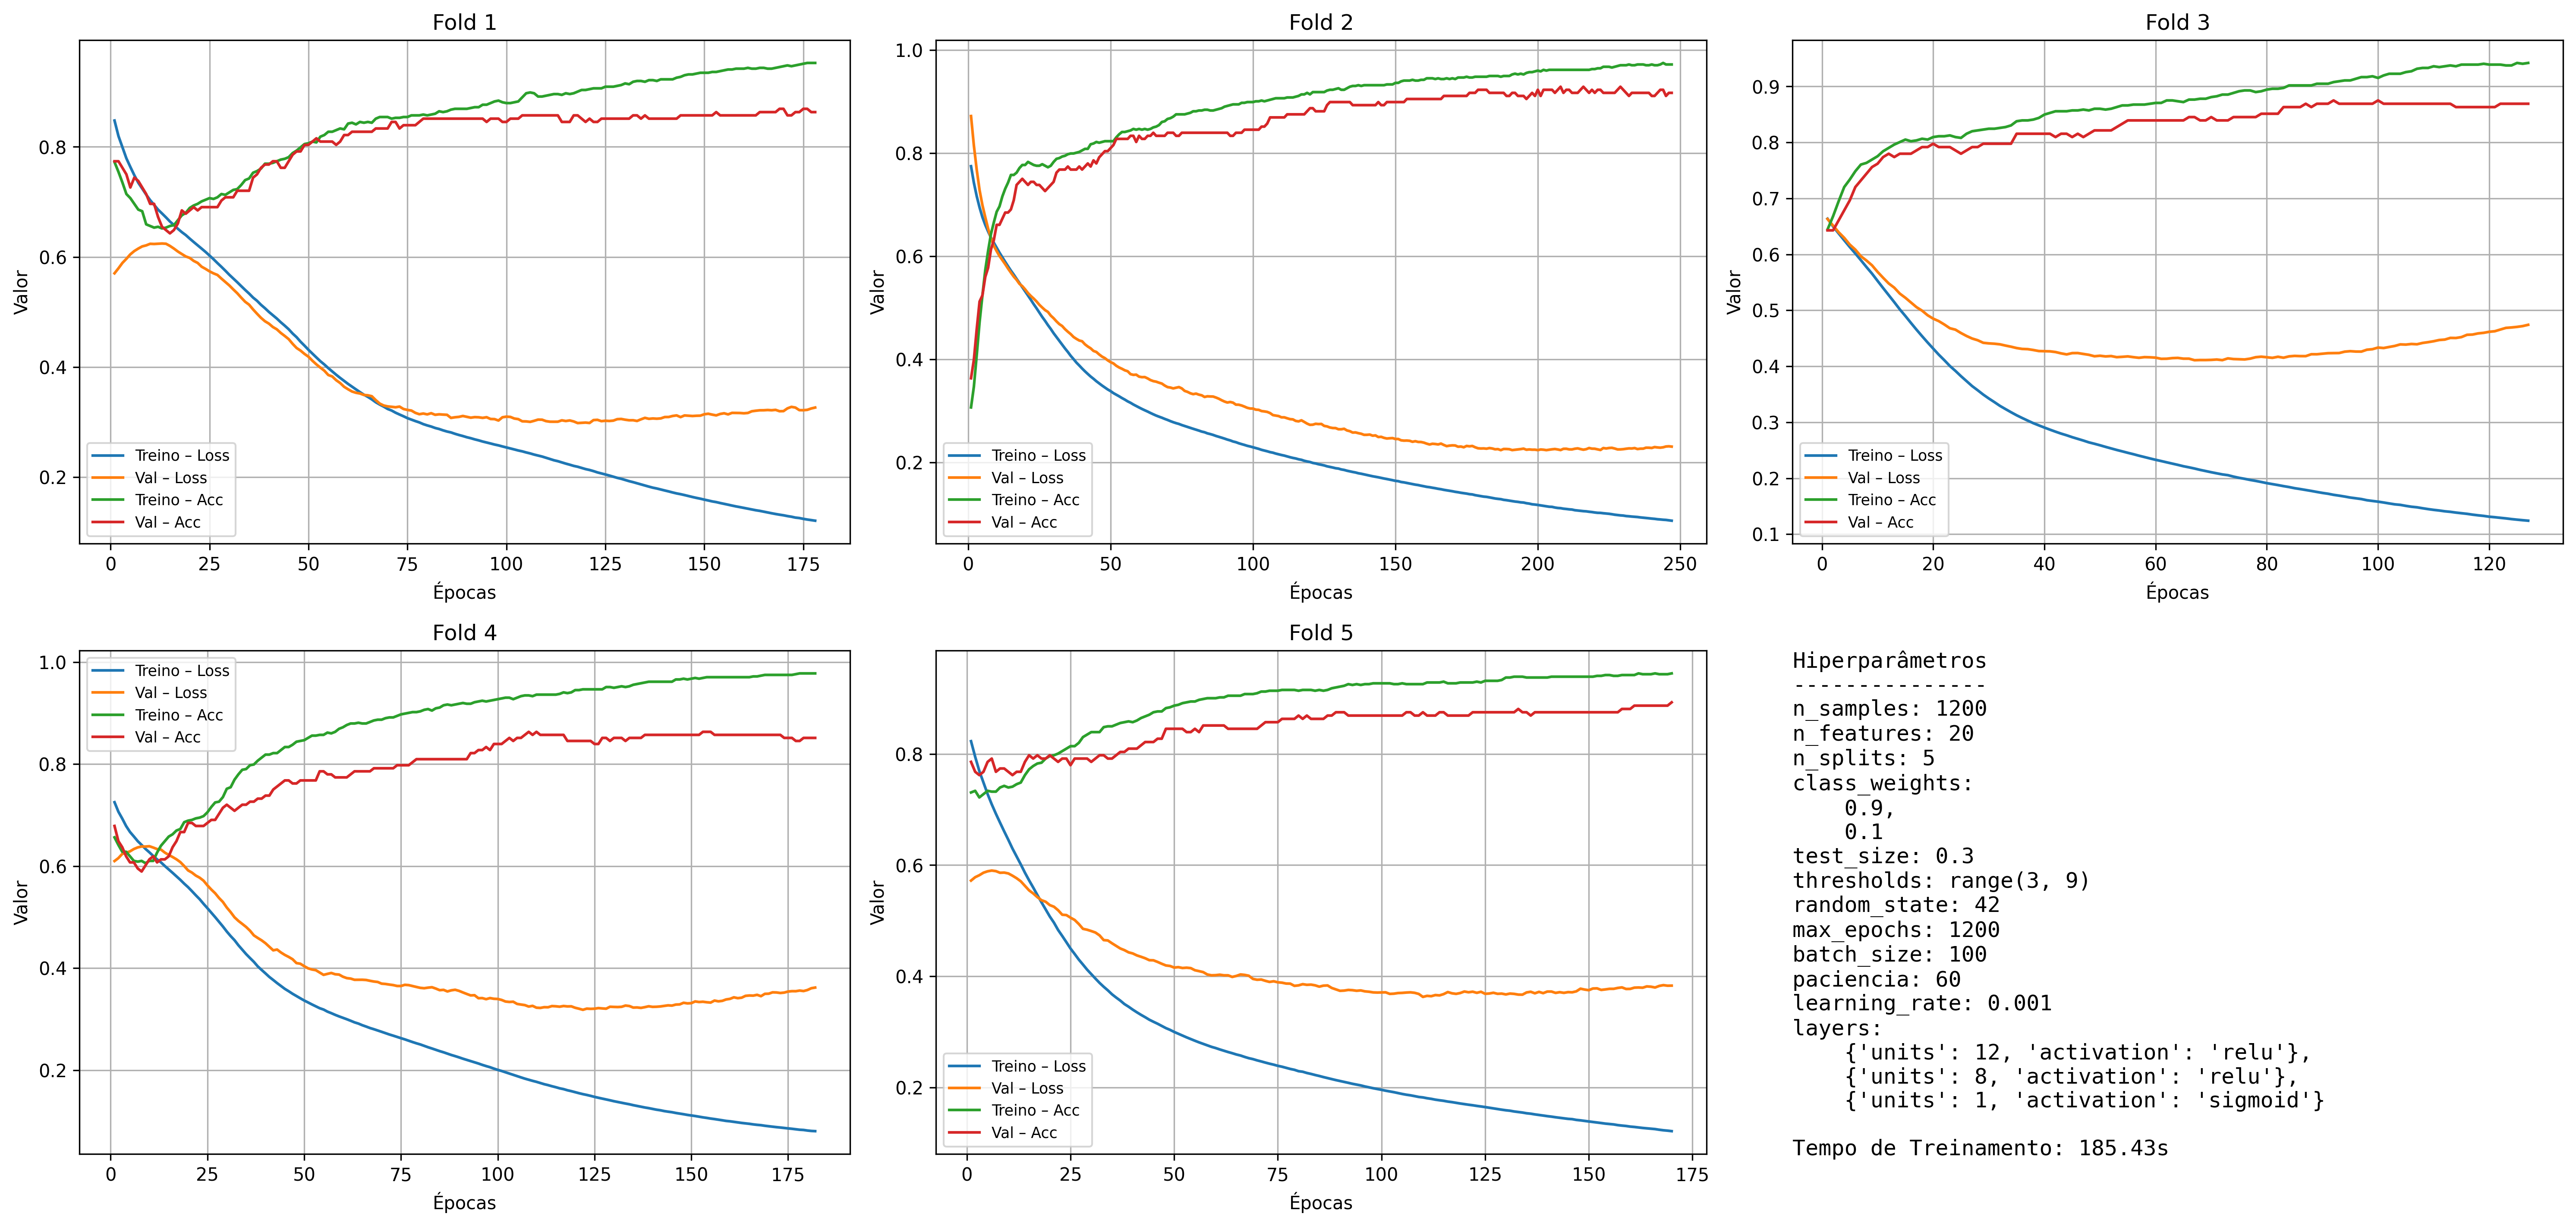 Fold 1
Valor
0.8
0.6
0.4
0.2
Treino – Loss
Val – Loss
Treino – Acc
Val – Acc
0 25 50 75 100 125 150 175
Épocas
Fold 2
Valor
1.0
0.8
0.6
0.4
0.2
Treino – Loss
Val – Loss
Treino – Acc
Val – Acc
0 50 100 150 200 250
Épocas
Fold 3
Valor
0.9
0.8
0.7
0.6
0.5
0.4
0.3
0.2
0.1
Treino – Loss
Val – Loss
Treino – Acc
Val – Acc
0 20 40 60 80 100 120
Épocas
Fold 4
Valor
1.0
0.8
0.6
0.4
0.2
Treino – Loss
Val – Loss
Treino – Acc
Val – Acc
0 25 50 75 100 125 150 175
Épocas
Fold 5
Valor
0.8
0.6
0.4
0.2
Treino – Loss
Val – Loss
Treino – Acc
Val – Acc
0 25 50 75 100 125 150 175
Épocas
Hiperparâmetros
---------------
n_samples: 1200
n_features: 20
n_splits: 5
class_weights:
    0.9,
    0.1
test_size: 0.3
thresholds: range(3, 9)
random_state: 42
max_epochs: 1200
batch_size: 100
paciencia: 60
learning_rate: 0.001
layers:
    {'units': 12, 'activation': 'relu'},
    {'units': 8, 'activation': 'relu'},
    {'units': 1, 'activation': 'sigmoid'}
Tempo de Treinamento: 185.43s